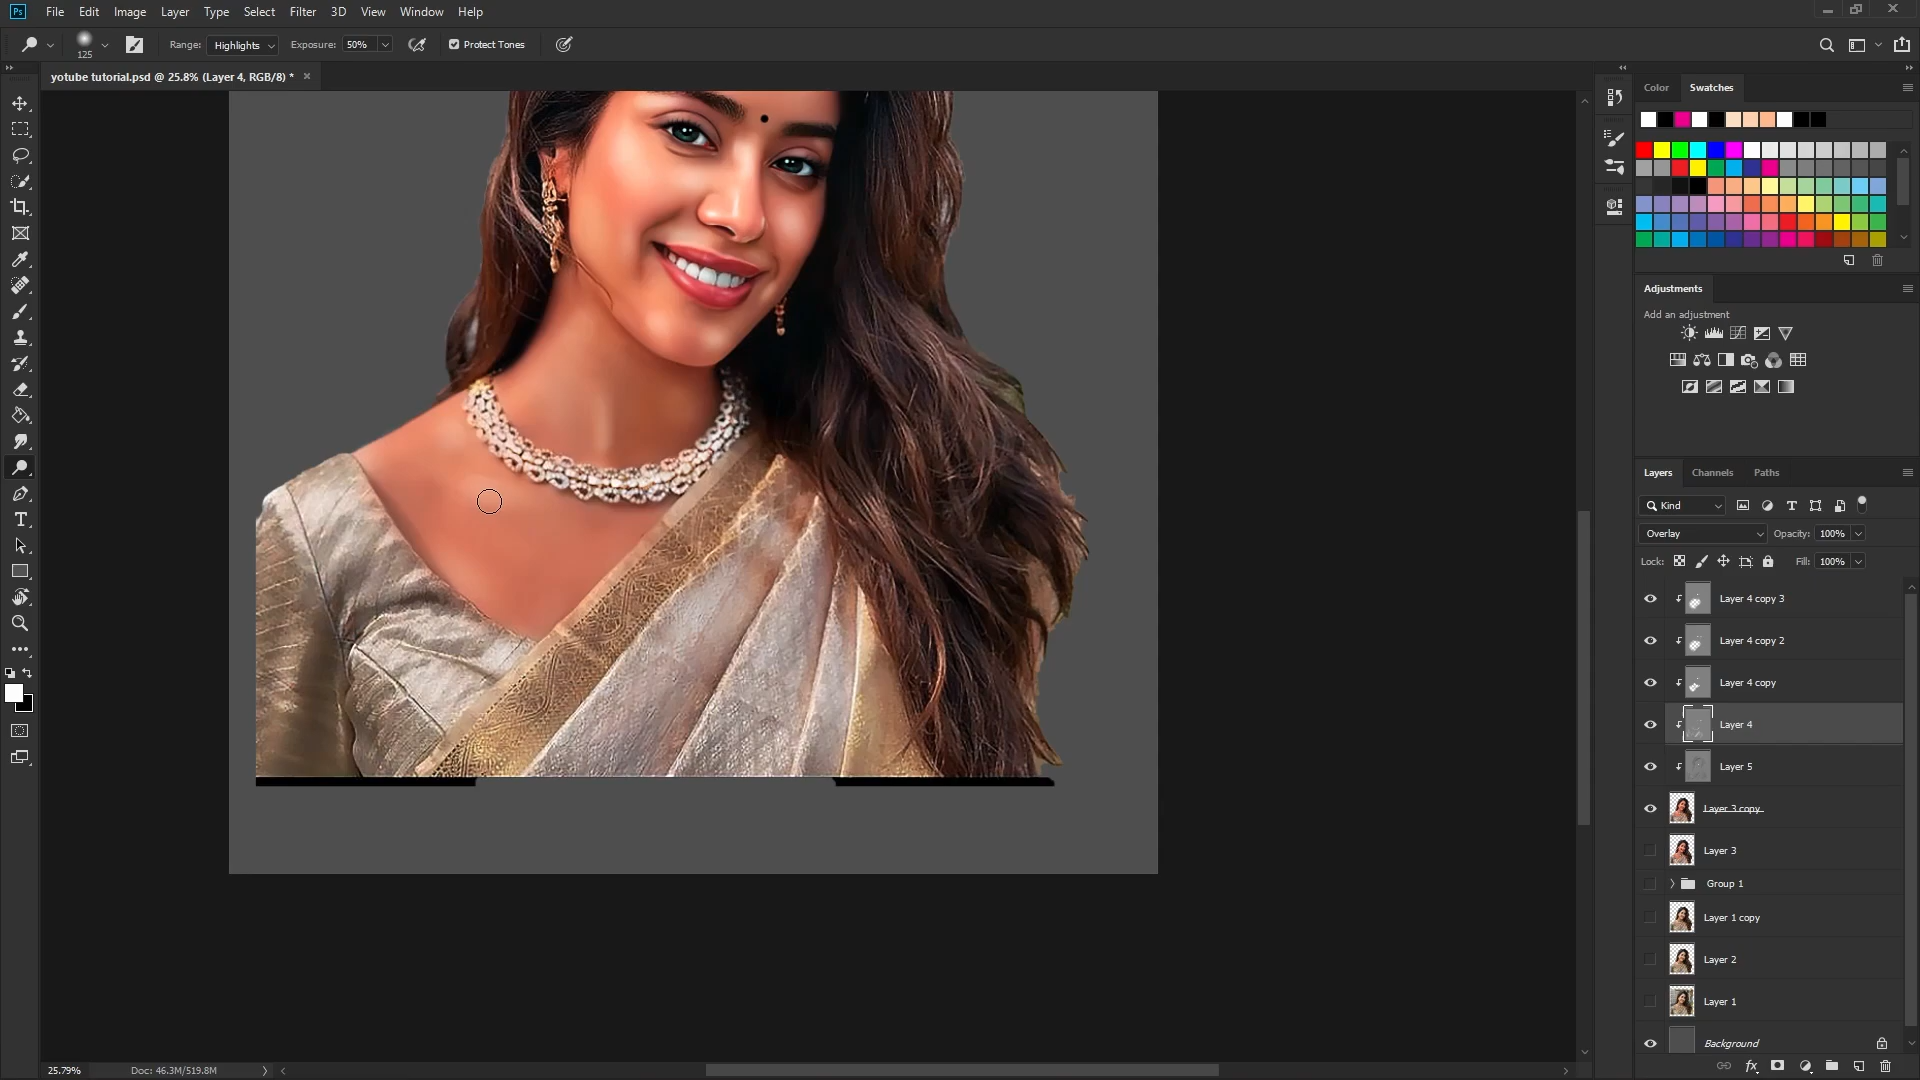 Ps File Edit Image Layer Type Select Filter 3D View Window Help
125 Range: Highlights Exposure: 50% Protect Tones
yotube tutorial.psd @ 25.8% (Layer 4, RGB/8) * ×
Color Swatches
Adjustments
Add an adjustment
Layers Channels Paths
Kind
Overlay Opacity: 100%
Lock: Fill: 100%
Layer 4 copy 3
Layer 4 copy 2
Layer 4 copy
Layer 4
Layer 5
Layer 3 copy
Layer 3
Group 1
Layer 1 copy
Layer 2
Layer 1
Background
25.79% Doc: 46.3M/519.8M